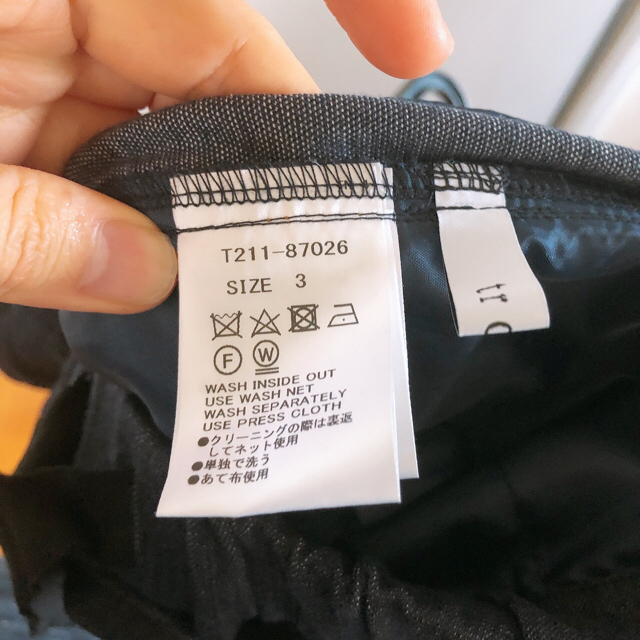 T211-87026
SIZE 3
F W
WASH INSIDE OUT
USE WASH NET
WASH SEPARATELY
USE PRESS CLOTH
●クリーニングの際は裏返
してネット使用
●単独で洗う
●あて布使用